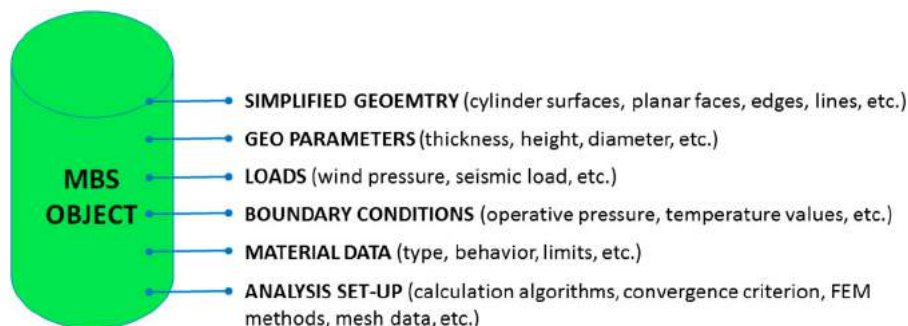 MBS
OBJECT
SIMPLIFIED GEOEMTRY (cylinder surfaces, planar faces, edges, lines, etc.)
GEO PARAMETERS (thickness, height, diameter, etc.)
LOADS (wind pressure, seismic load, etc.)
BOUNDARY CONDITIONS (operative pressure, temperature values, etc.)
MATERIAL DATA (type, behavior, limits, etc.)
ANALYSIS SET-UP (calculation algorithms, convergence criterion, FEM
methods, mesh data, etc.)